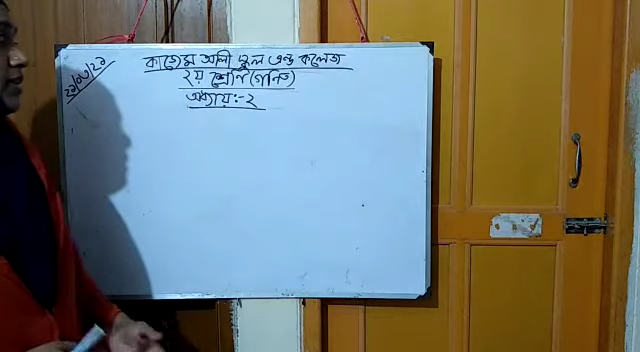 কাজেম আলী স্কুল এন্ড কলেজ
২য় শ্রেণি (গণিত)
অধ্যায়:-২